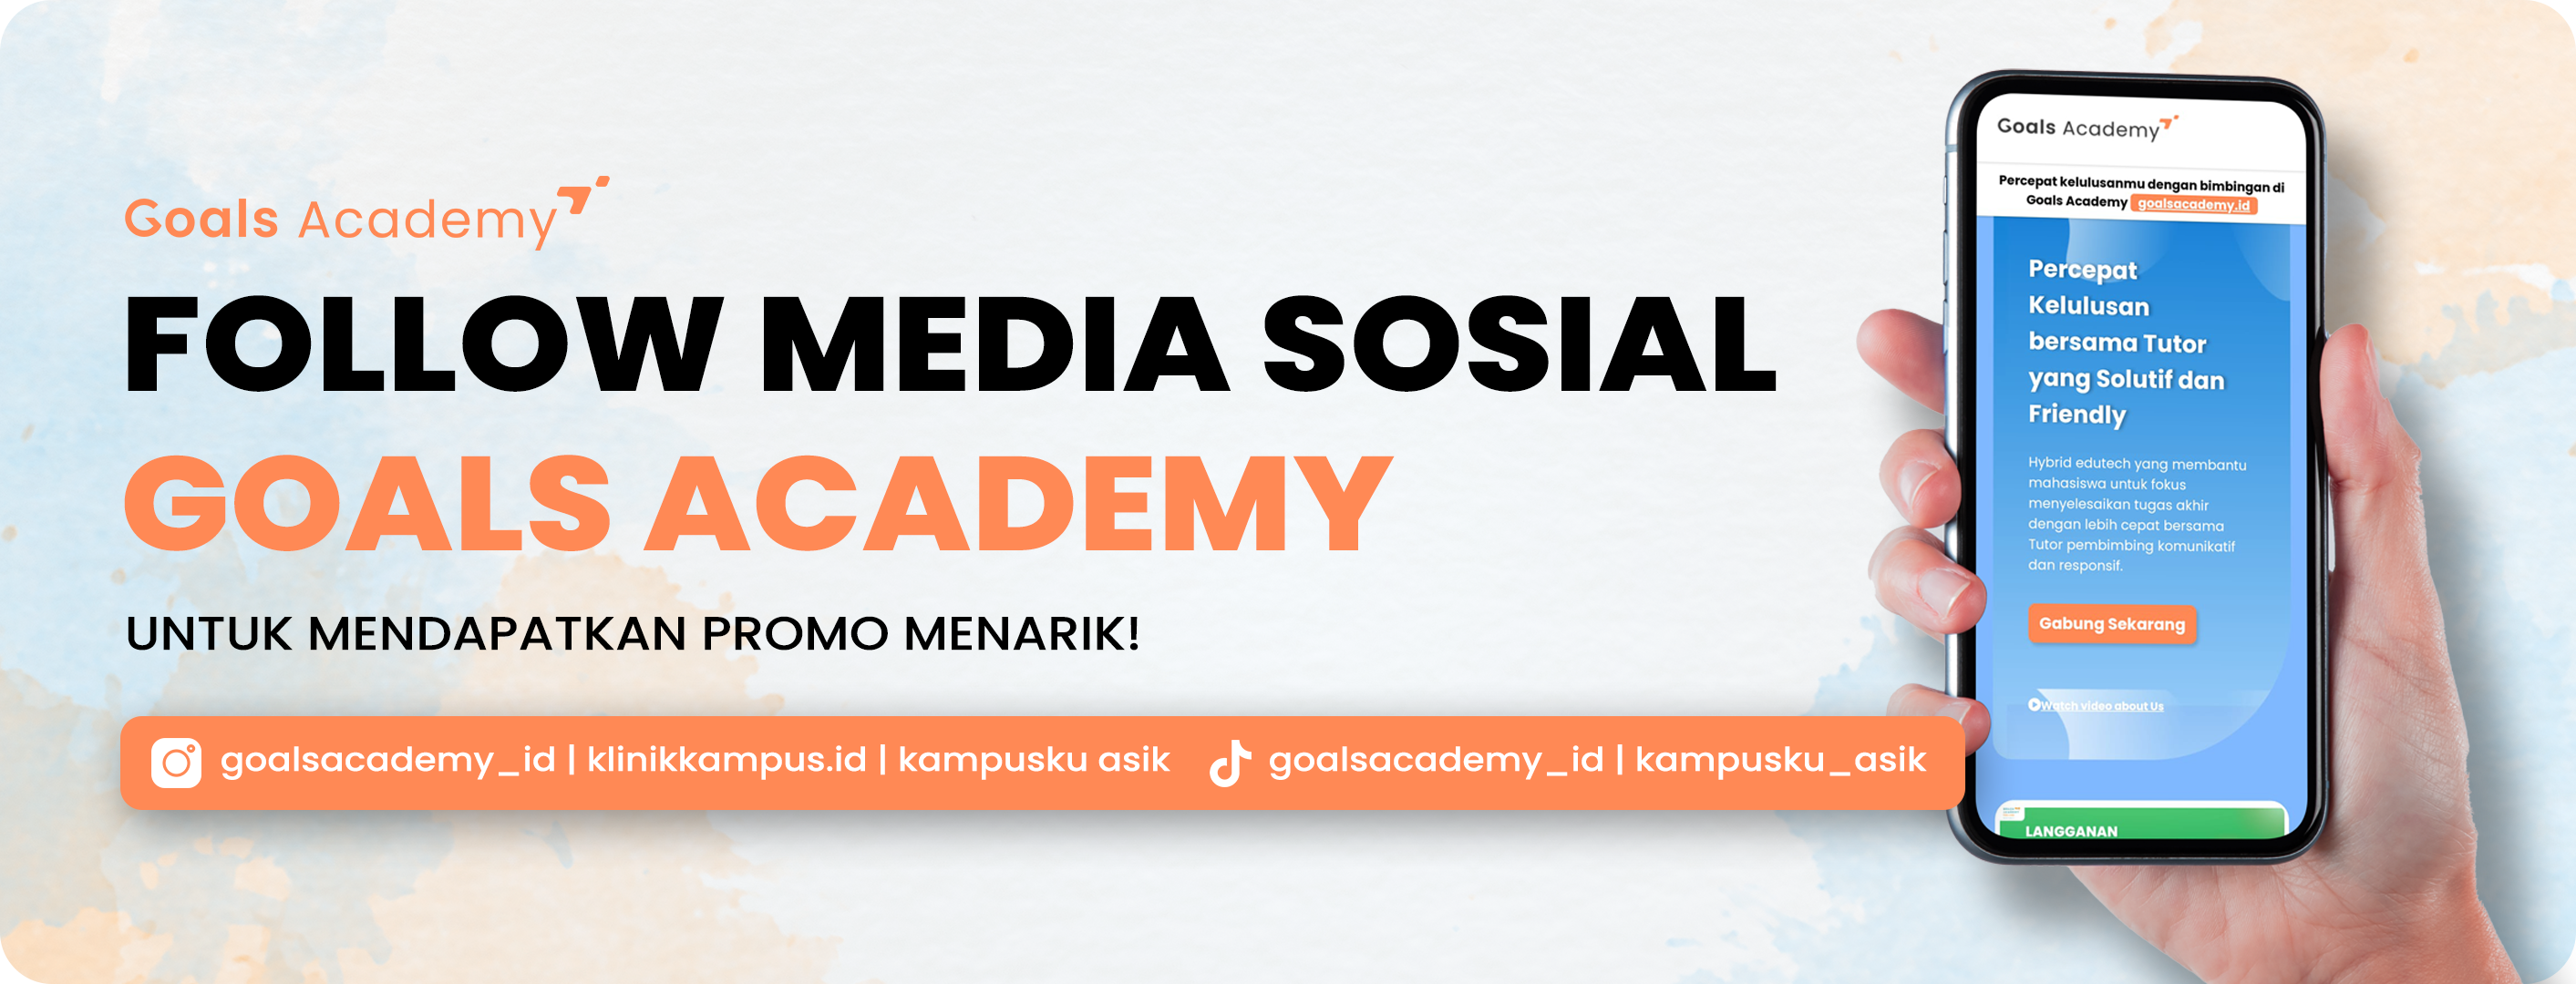 Goals Academy
FOLLOW MEDIA SOSIAL
GOALS ACADEMY
UNTUK MENDAPATKAN PROMO MENARIK!
goalsacademy_id | klinikkampus.id | kampusku asik
goalsacademy_id | kampusku_asik
Goals Academy
Percepat kelulusanmu dengan bimbingan di
Goals Academy goalsacademy.id
Percepat
Kelulusan
bersama Tutor
yang Solutif dan
Friendly
Hybrid edutech yang membantu
mahasiswa untuk fokus
menyelesaikan tugas akhir
dengan lebih cepat bersama
Tutor pembimbing komunikatif
dan responsif.
Gabung Sekarang
Watch video about Us
LANGGANAN